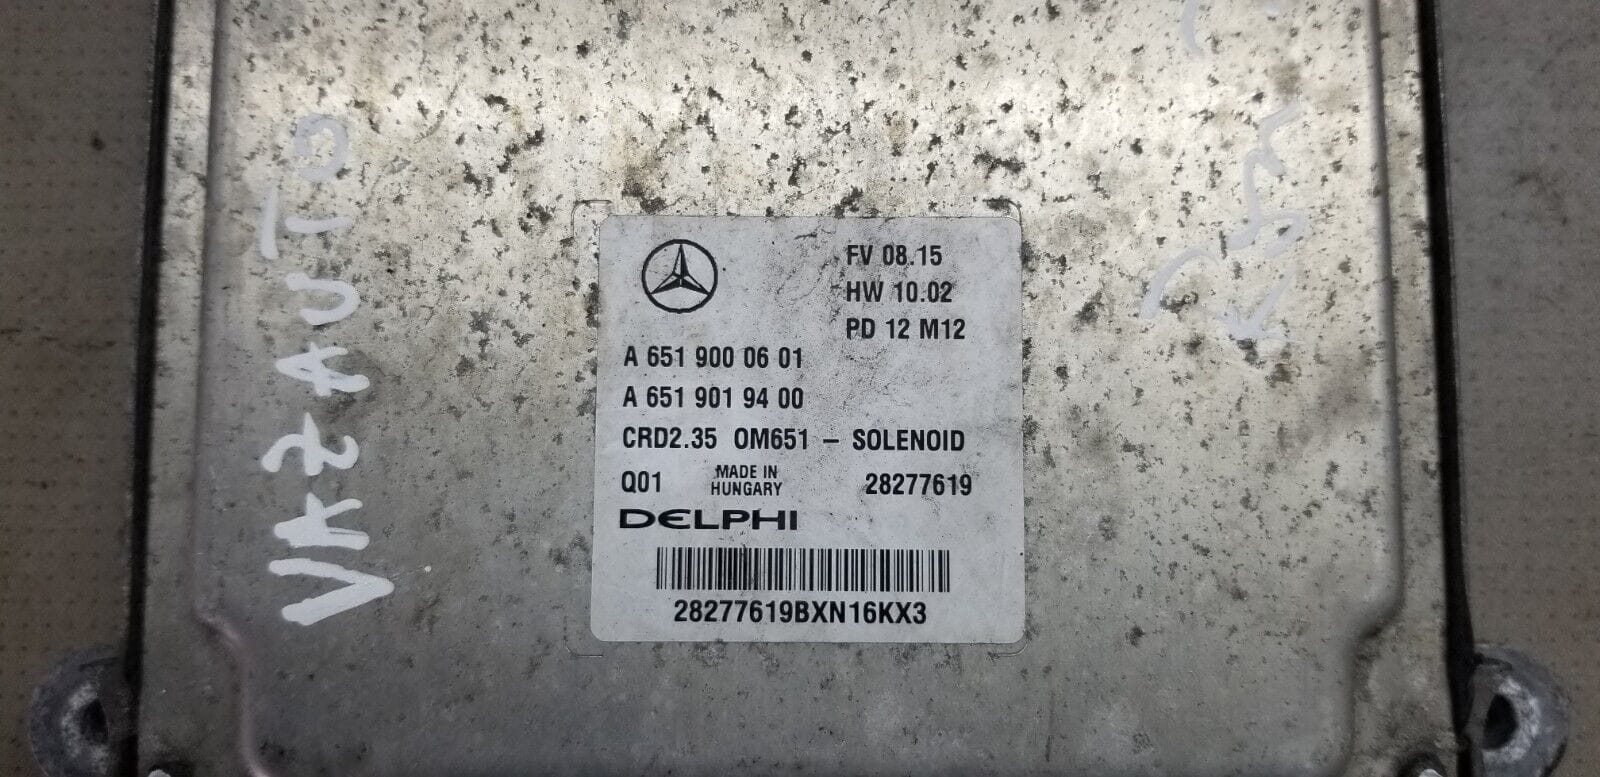 VKZAUTO
FV 08.15
HW 10.02
PD 12 M12
A 651 900 06 01
A 651 901 94 00
CRD2.35 OM651 – SOLENOID
Q01 MADE IN HUNGARY 28277619
DELPHI
28277619BXN16KX3